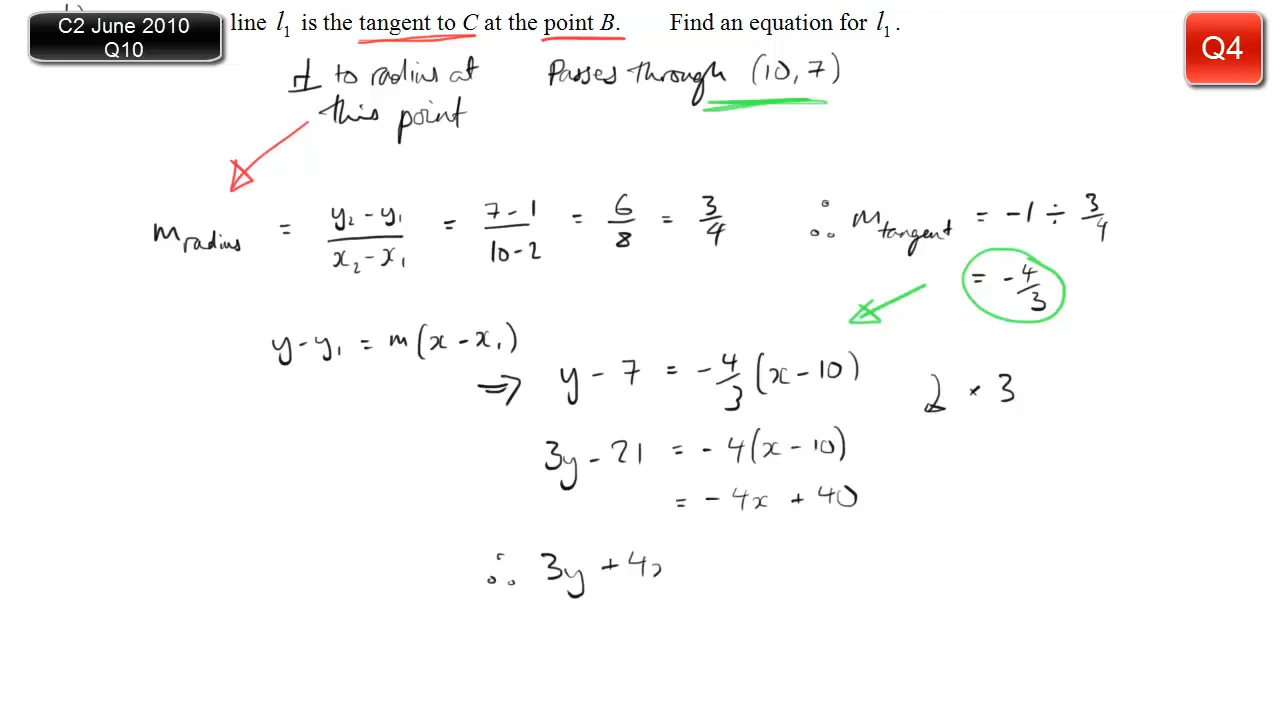 C2 June 2010
Q10
line l₁ is the tangent to C at the point B. Find an equation for l₁.
Q4
⊥ to radius at this point
Passes through (10, 7)
m radius = (y₂ - y₁)/(x₂ - x₁) = (7 - 1)/(10 - 2) = 6/8 = 3/4
∴ m tangent = -1 ÷ 3/4
= -4/3
y - y₁ = m(x - x₁)
⇒ y - 7 = -4/3 (x - 10)
2 × 3
3y - 21 = - 4(x - 10)
= - 4x + 40
∴ 3y + 4